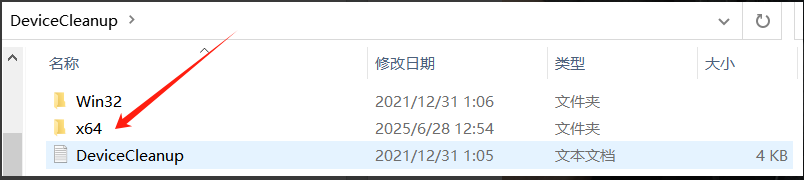 DeviceCleanup
名称 修改日期 类型 大小
Win32 2021/12/31 1:06 文件夹
x64 2025/6/28 12:54 文件夹
DeviceCleanup 2021/12/31 1:05 文本文档 4 KB